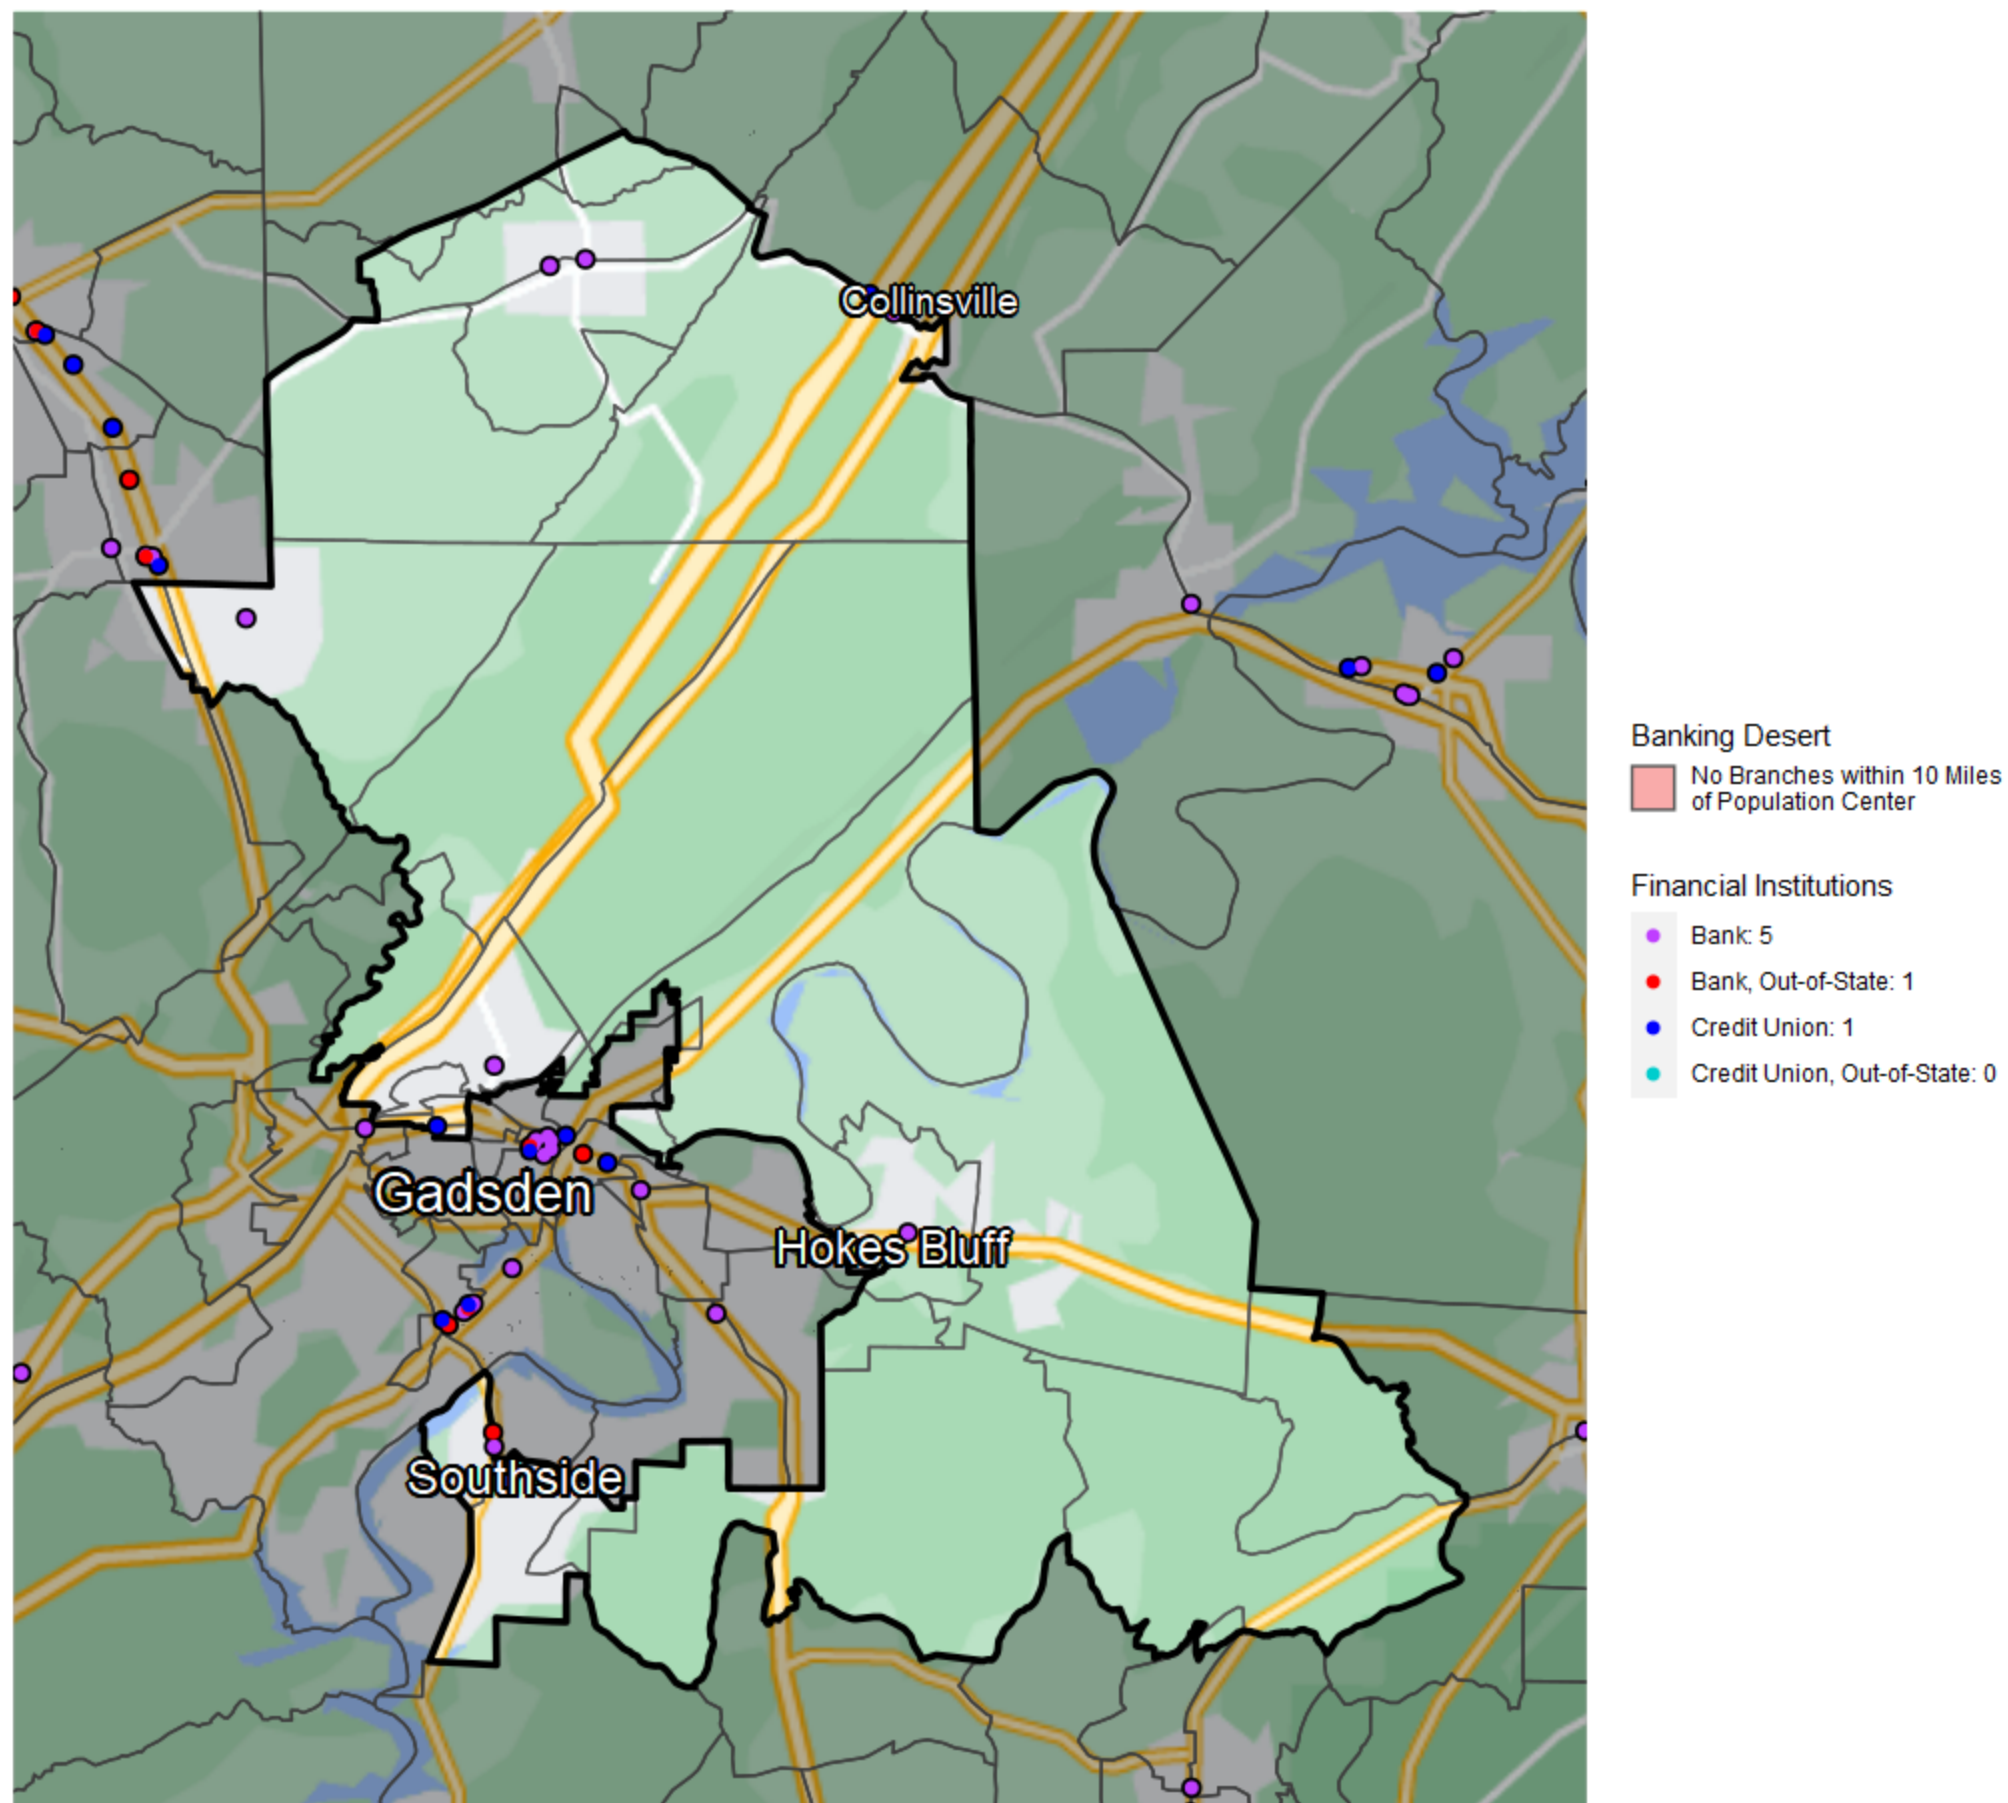 Collinsville
Gadsden
Hokes Bluff
Southside
Banking Desert
No Branches within 10 Miles
of Population Center
Financial Institutions
Bank: 5
Bank, Out-of-State: 1
Credit Union: 1
Credit Union, Out-of-State: 0